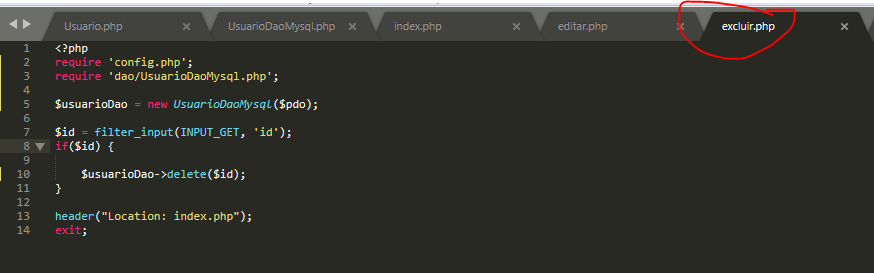 Usuario.php × UsuarioDaoMysql.php × index.php × editar.php × excluir.php ×
1 <?php
2 require 'config.php';
3 require 'dao/UsuarioDaoMysql.php';
4
5 $usuarioDao = new UsuarioDaoMysql($pdo);
6
7 $id = filter_input(INPUT_GET, 'id');
8 if($id) {
9
10 $usuarioDao->delete($id);
11 }
12
13 header("Location: index.php");
14 exit;